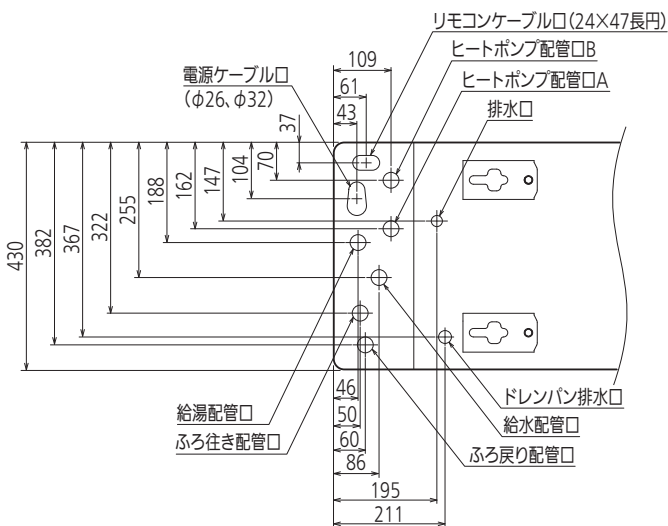 リモコンケーブル口(24×47長円)
ヒートポンプ配管口B
ヒートポンプ配管口A
排水口
電源ケーブル口
(φ26、φ32)
109
61
43
37
70
104
147
162
188
255
322
367
382
430
46
50
60
86
195
211
給湯配管口
ふろ往き配管口
ドレンパン排水口
給水配管口
ふろ戻り配管口